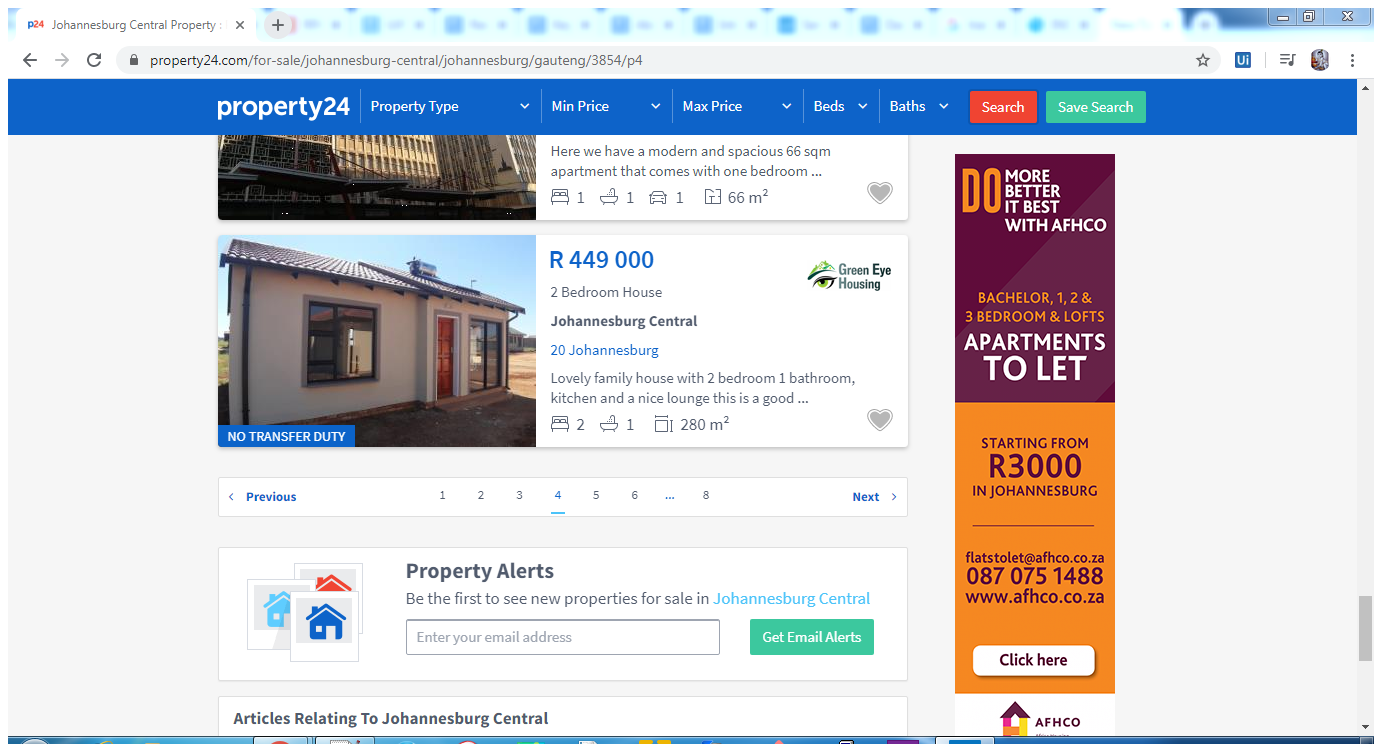 p24 Johannesburg Central Property :
property24.com/for-sale/johannesburg-central/johannesburg/gauteng/3854/p4
Ui
property24
Property Type
Min Price
Max Price
Beds
Baths
Search
Save Search
Here we have a modern and spacious 66 sqm
apartment that comes with one bedroom ...
1 1 1 66 m²
R 449 000
Green Eye
Housing
2 Bedroom House
Johannesburg Central
20 Johannesburg
Lovely family house with 2 bedroom 1 bathroom,
kitchen and a nice lounge this is a good ...
2 1 280 m²
NO TRANSFER DUTY
Previous 1 2 3 4 5 6 ... 8 Next
Property Alerts
Be the first to see new properties for sale in Johannesburg Central
Enter your email address
Get Email Alerts
Articles Relating To Johannesburg Central
DO MORE
BETTER
IT BEST
WITH AFHCO
BACHELOR, 1, 2 &
3 BEDROOM & LOFTS
APARTMENTS
TO LET
STARTING FROM
R3000
IN JOHANNESBURG
flatstolet@afhco.co.za
087 075 1488
www.afhco.co.za
Click here
AFHCO